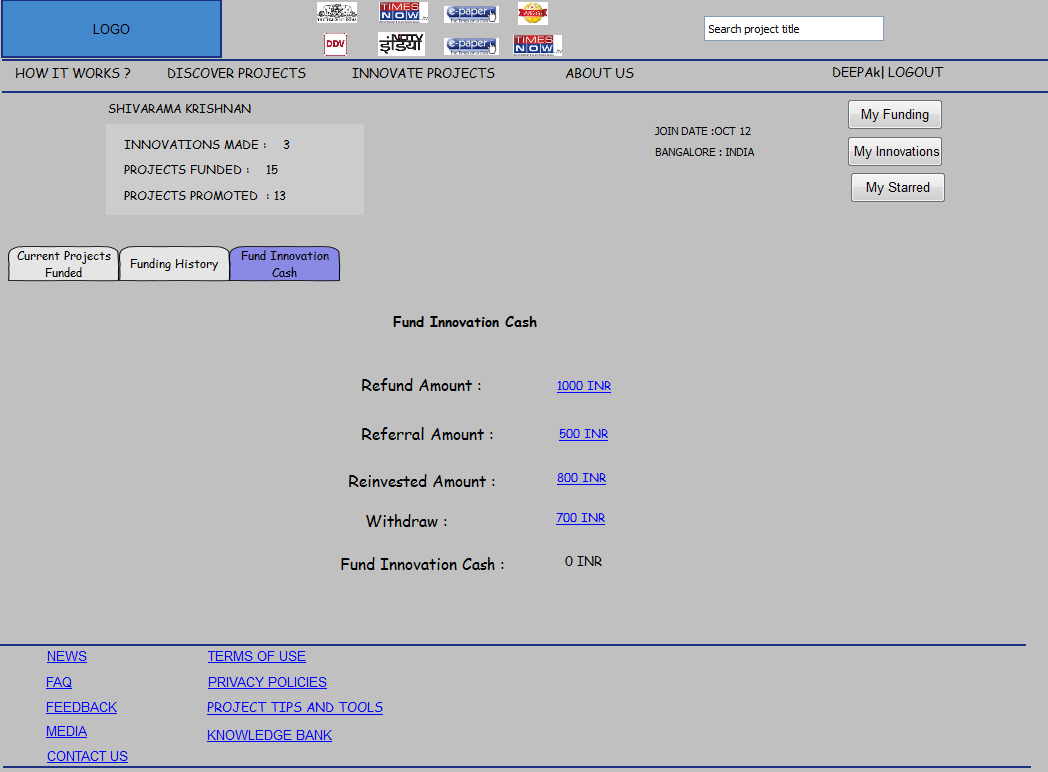 LOGO
TIMES
NOW .TV
e-paper
DDV
NDTV
इंडिया
e-paper
TIMES
NOW .TV
Search project title
HOW IT WORKS ? DISCOVER PROJECTS INNOVATE PROJECTS ABOUT US DEEPAk| LOGOUT
SHIVARAMA KRISHNAN
INNOVATIONS MADE : 3
PROJECTS FUNDED : 15
PROJECTS PROMOTED : 13
JOIN DATE :OCT 12
BANGALORE : INDIA
My Funding
My Innovations
My Starred
Current Projects
Funded
Funding History
Fund Innovation
Cash
Fund Innovation Cash
Refund Amount : 1000 INR
Referral Amount : 500 INR
Reinvested Amount : 800 INR
Withdraw : 700 INR
Fund Innovation Cash : 0 INR
NEWS TERMS OF USE
FAQ PRIVACY POLICIES
FEEDBACK PROJECT TIPS AND TOOLS
MEDIA KNOWLEDGE BANK
CONTACT US